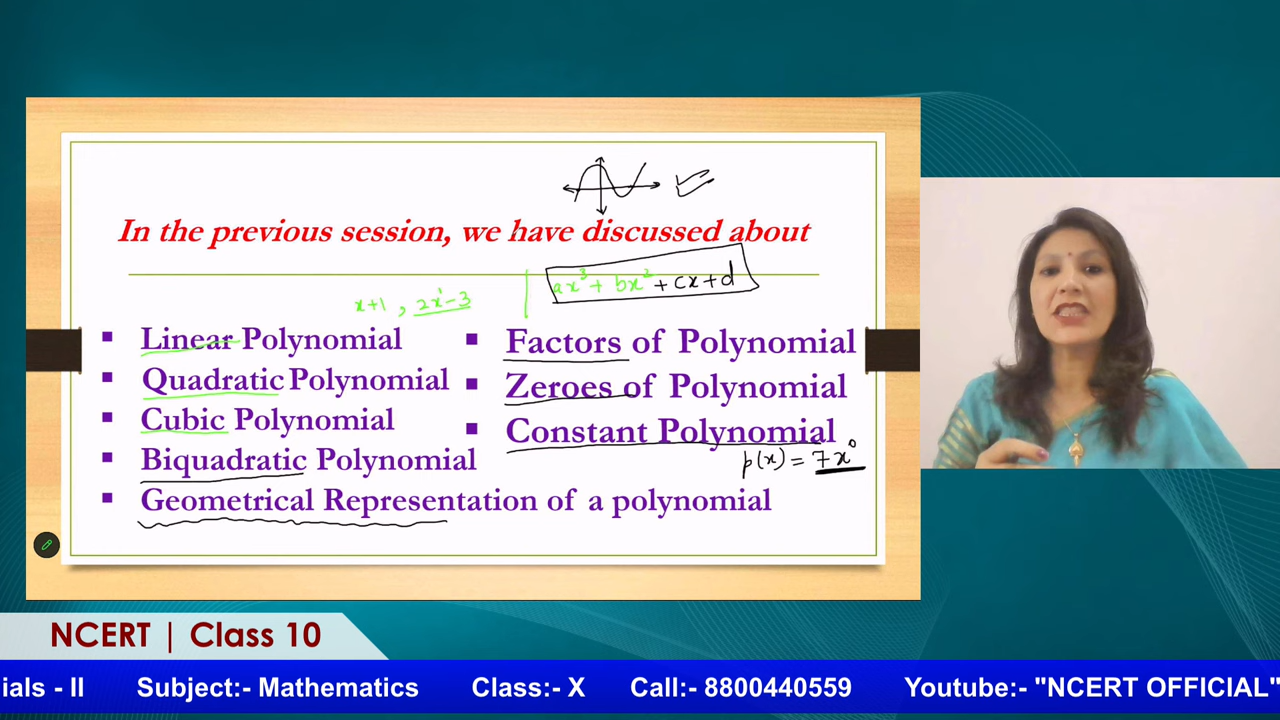 In the previous session, we have discussed about
x+1 , 2x¹-3
ax³ + bx² + cx + d
Linear Polynomial
Quadratic Polynomial
Cubic Polynomial
Biquadratic Polynomial
Geometrical Representation of a polynomial
Factors of Polynomial
Zeroes of Polynomial
Constant Polynomial
p(x) = 7x⁰
NCERT | Class 10
ials - II Subject:- Mathematics Class:- X Call:- 8800440559 Youtube:- "NCERT OFFICIAL"